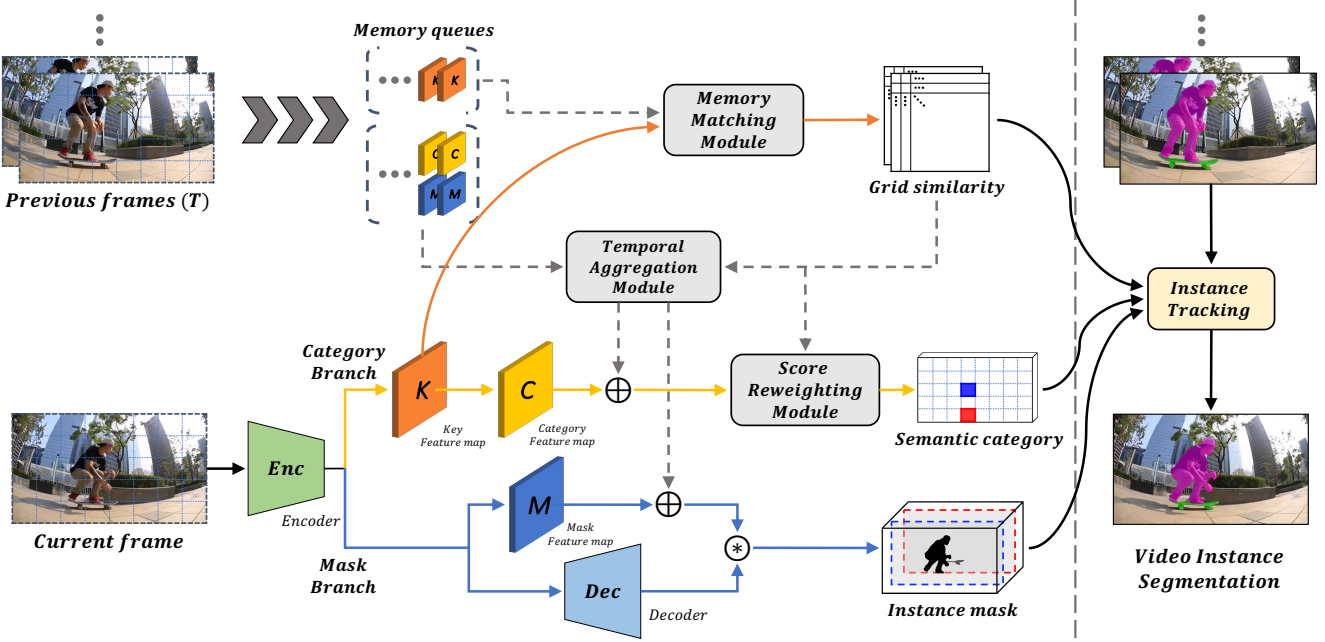 Memory queues
K
K
C
C
M
M
Previous frames (T)
Memory
Matching
Module
Grid similarity
Temporal
Aggregation
Module
Instance
Tracking
Category
Branch
K
Key
Feature map
C
Category
Feature map
Score
Reweighting
Module
Semantic category
Enc
Encoder
Current frame
M
Mask
Feature map
Mask
Branch
Dec
Decoder
Instance mask
Video Instance
Segmentation